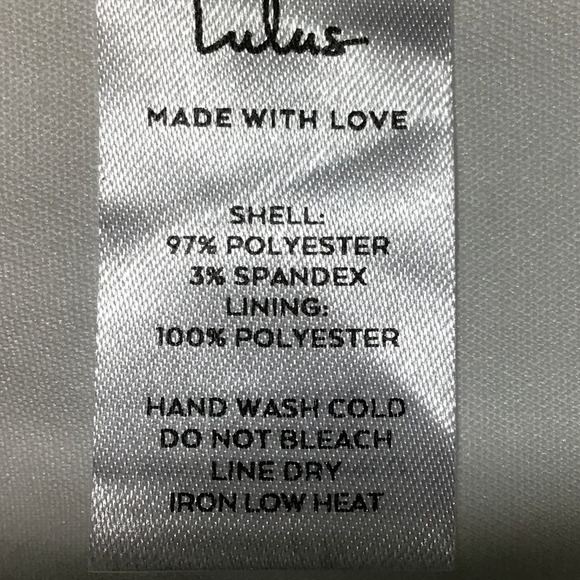 Lulus
MADE WITH LOVE
SHELL:
97% POLYESTER
3% SPANDEX
LINING:
100% POLYESTER
HAND WASH COLD
DO NOT BLEACH
LINE DRY
IRON LOW HEAT